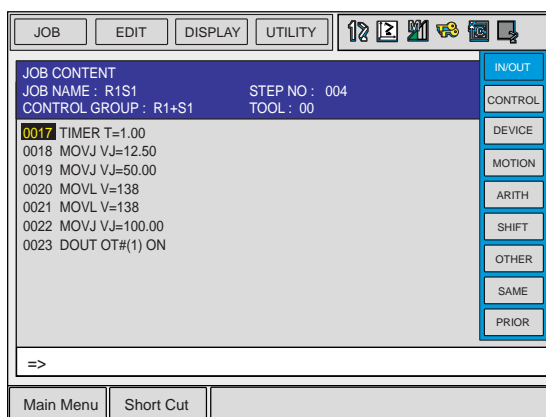 JOB EDIT DISPLAY UTILITY
JOB CONTENT
JOB NAME : R1S1 STEP NO : 004
CONTROL GROUP : R1+S1 TOOL : 00
0017 TIMER T=1.00
0018 MOVJ VJ=12.50
0019 MOVJ VJ=50.00
0020 MOVL V=138
0021 MOVL V=138
0022 MOVJ VJ=100.00
0023 DOUT OT#(1) ON
IN/OUT
CONTROL
DEVICE
MOTION
ARITH
SHIFT
OTHER
SAME
PRIOR
=>
Main Menu Short Cut